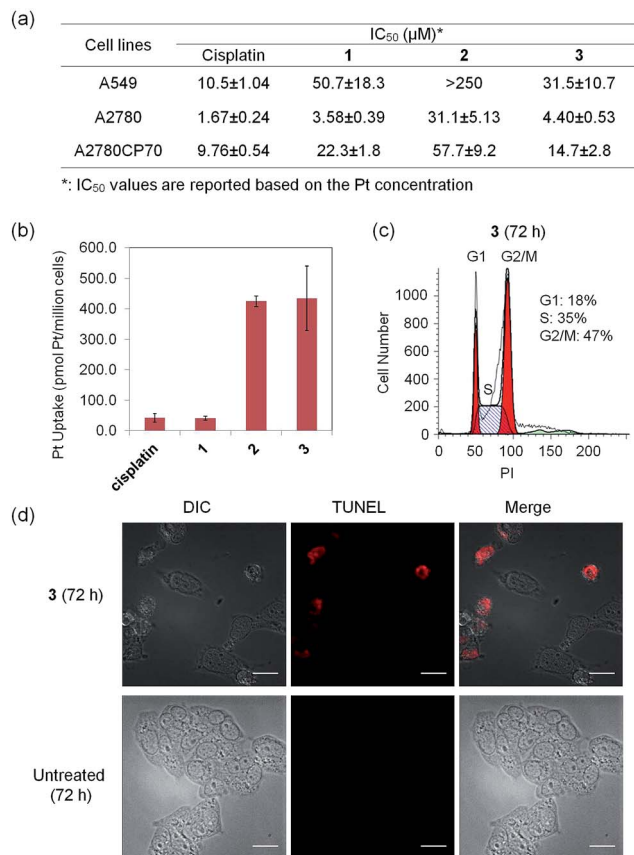 (a)
Cell lines IC50 (μM)*
Cisplatin 1 2 3
A549 10.5±1.04 50.7±18.3 >250 31.5±10.7
A2780 1.67±0.24 3.58±0.39 31.1±5.13 4.40±0.53
A2780CP70 9.76±0.54 22.3±1.8 57.7±9.2 14.7±2.8
*: IC50 values are reported based on the Pt concentration
(b)
Pt Uptake (pmol Pt/million cells)
600.0
500.0
400.0
300.0
200.0
100.0
0.0
cisplatin 1 2 3
(c)
3 (72 h)
G1 G2/M
G1: 18%
S: 35%
G2/M: 47%
S
Cell Number
1000
800
600
400
200
0
0 50 100 150 200
PI
(d)
DIC TUNEL Merge
3 (72 h)
Untreated
(72 h)